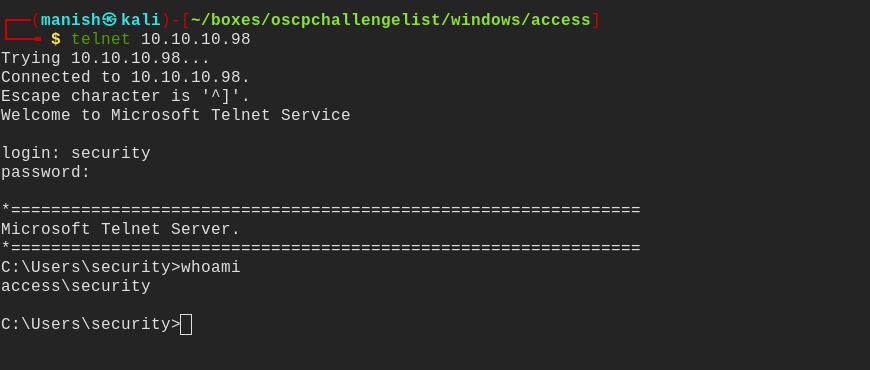 ┌──(manish㉿kali)-[~/boxes/oscpchallengelist/windows/access]
└─$ telnet 10.10.10.98
Trying 10.10.10.98...
Connected to 10.10.10.98.
Escape character is '^]'.
Welcome to Microsoft Telnet Service
login: security
password:
*===============================================================
Microsoft Telnet Server.
*===============================================================
C:\Users\security>whoami
access\security
C:\Users\security>